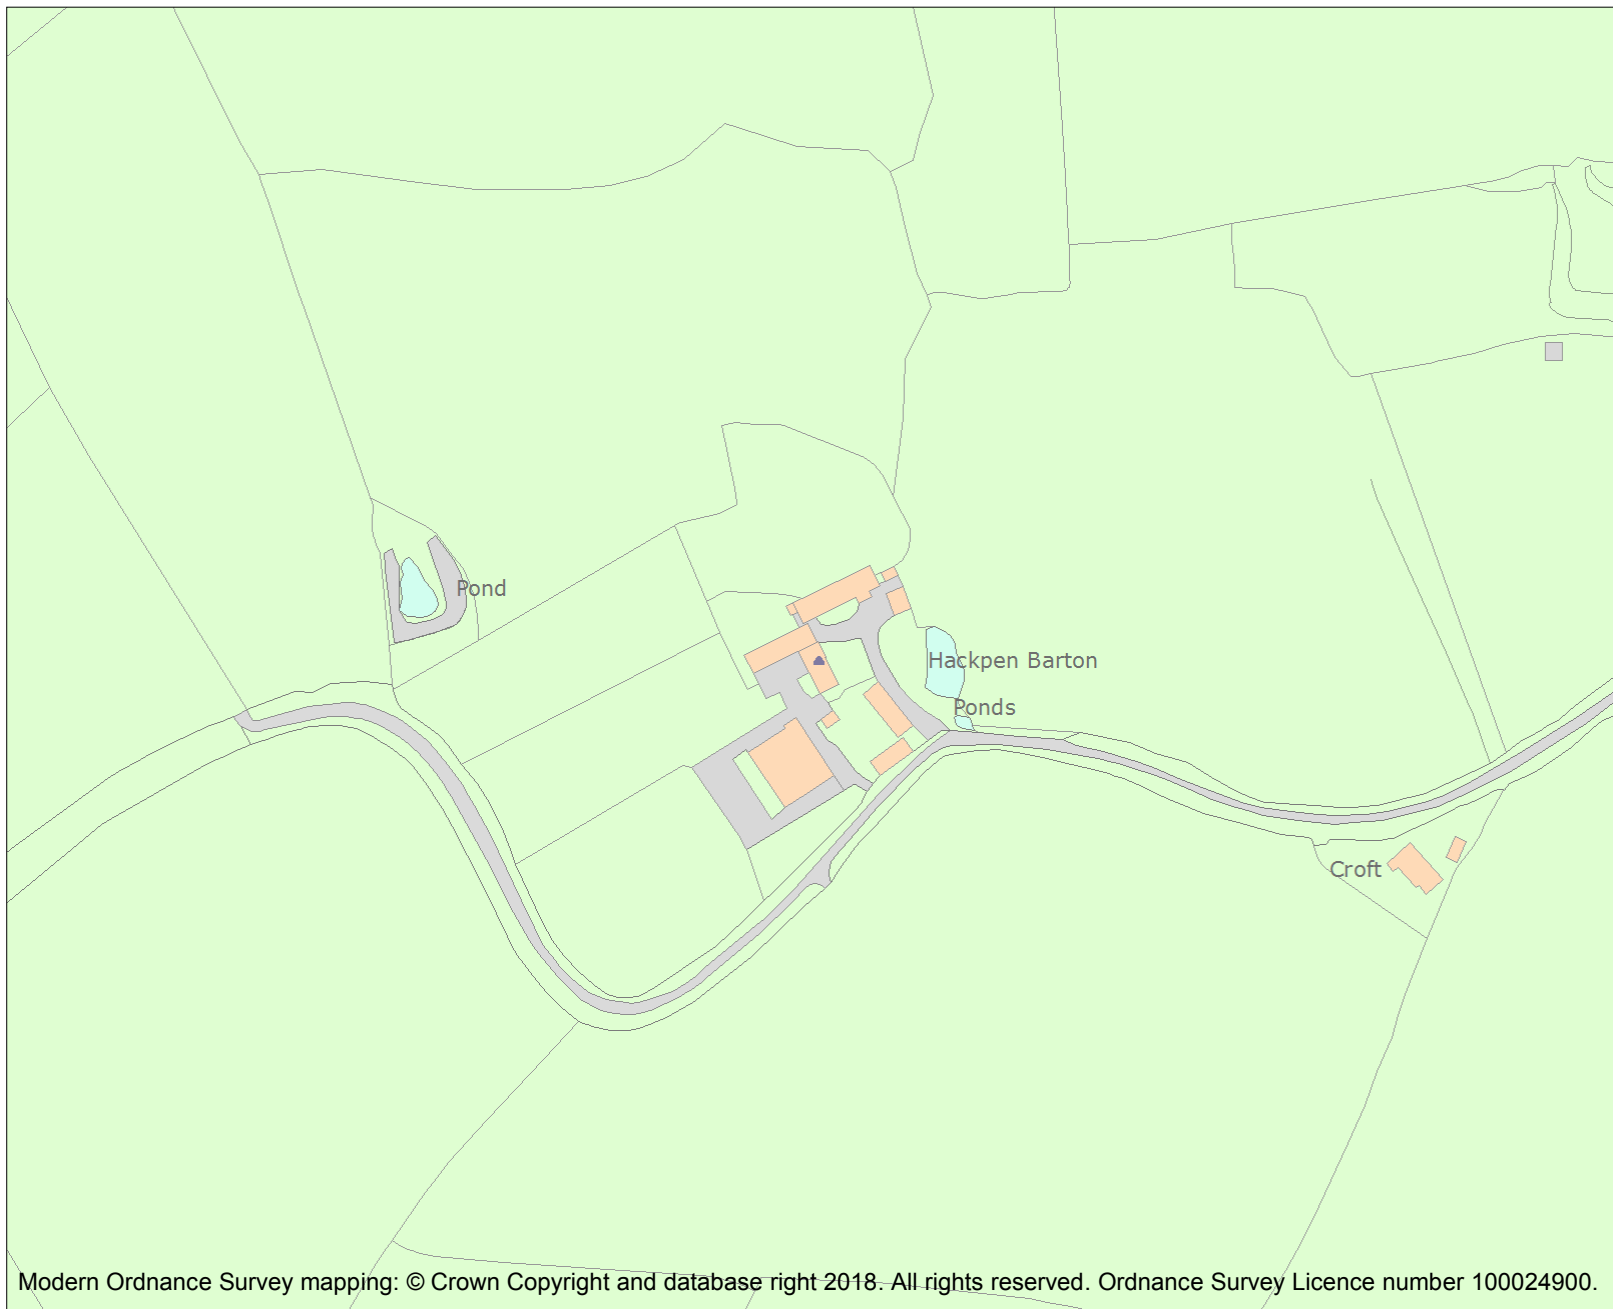 Pond
Hackpen Barton
Ponds
Croft
Modern Ordnance Survey mapping: © Crown Copyright and database right 2018. All rights reserved. Ordnance Survey Licence number 100024900.